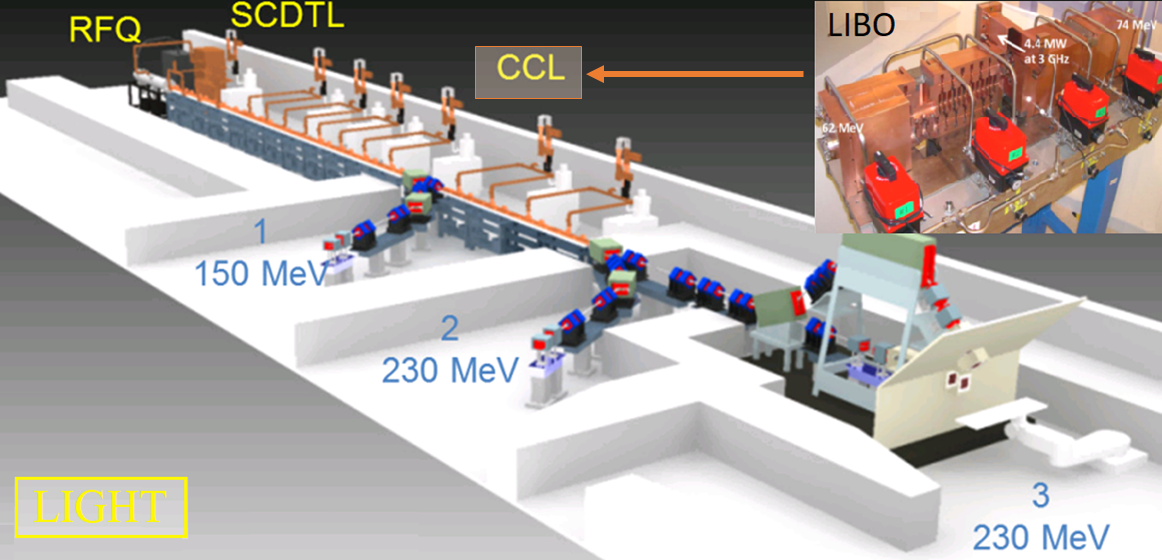 RFQ
SCDTL
CCL
LIBO
74 MeV
4.4 MW
at 3 GHz
62 MeV
1
150 MeV
2
230 MeV
3
230 MeV
LIGHT